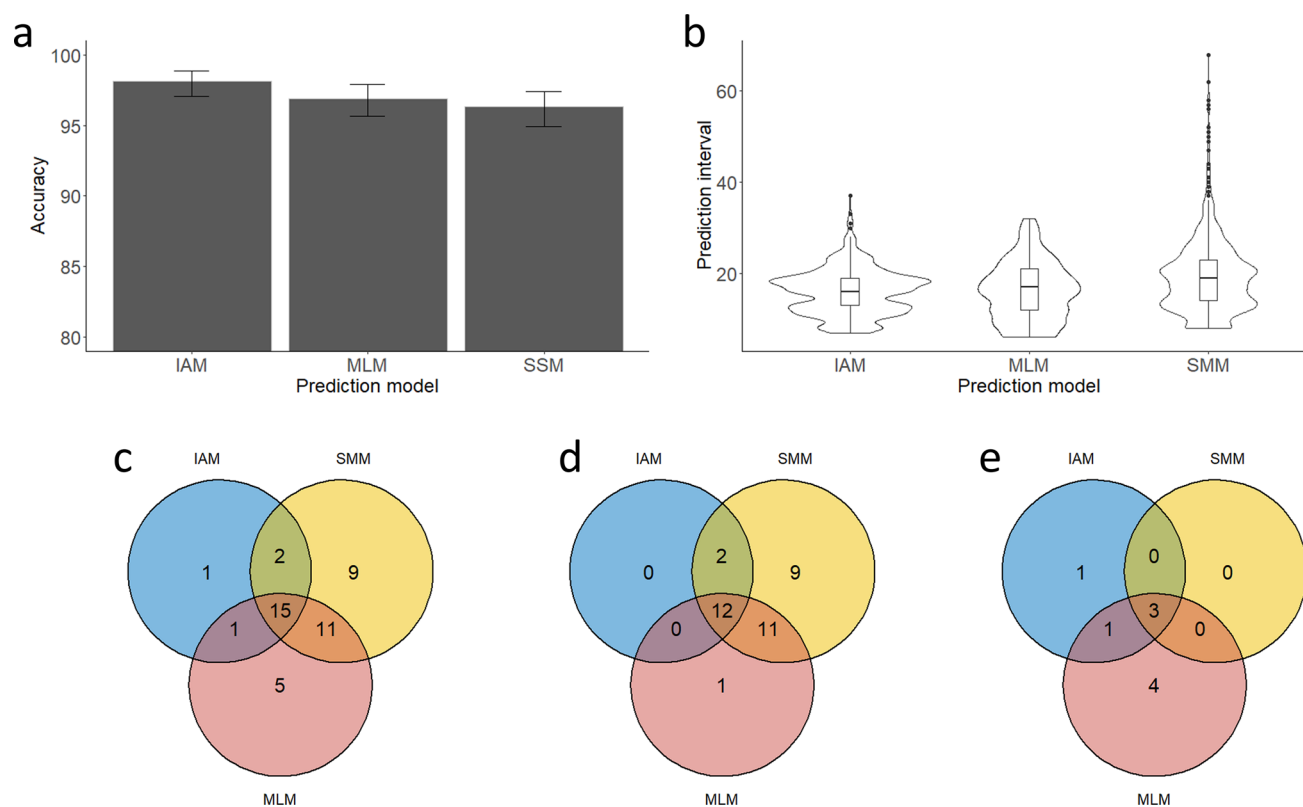 a
100
95
90
85
80
Accuracy
IAM MLM SSM
Prediction model
b
60
40
20
Prediction interval
IAM MLM SMM
Prediction model
c
IAM SMM
2
1 9
15
1 11
5
MLM
d
IAM SMM
2
0 9
12
0 11
1
MLM
e
IAM SMM
0
1 0
3
1 0
4
MLM